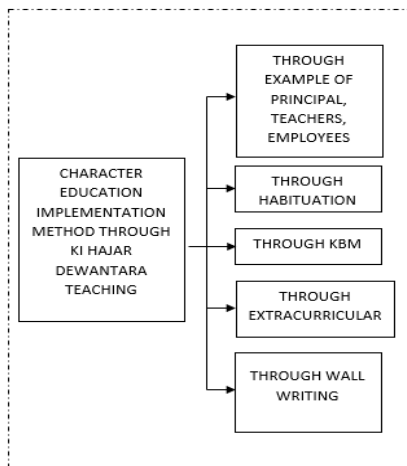 CHARACTER
EDUCATION
IMPLEMENTATION
METHOD THROUGH
KI HAJAR
DEWANTARA
TEACHING
THROUGH
EXAMPLE OF
PRINCIPAL,
TEACHERS,
EMPLOYEES
THROUGH
HABITUATION
THROUGH KBM
THROUGH
EXTRACURRICULAR
THROUGH WALL
WRITING